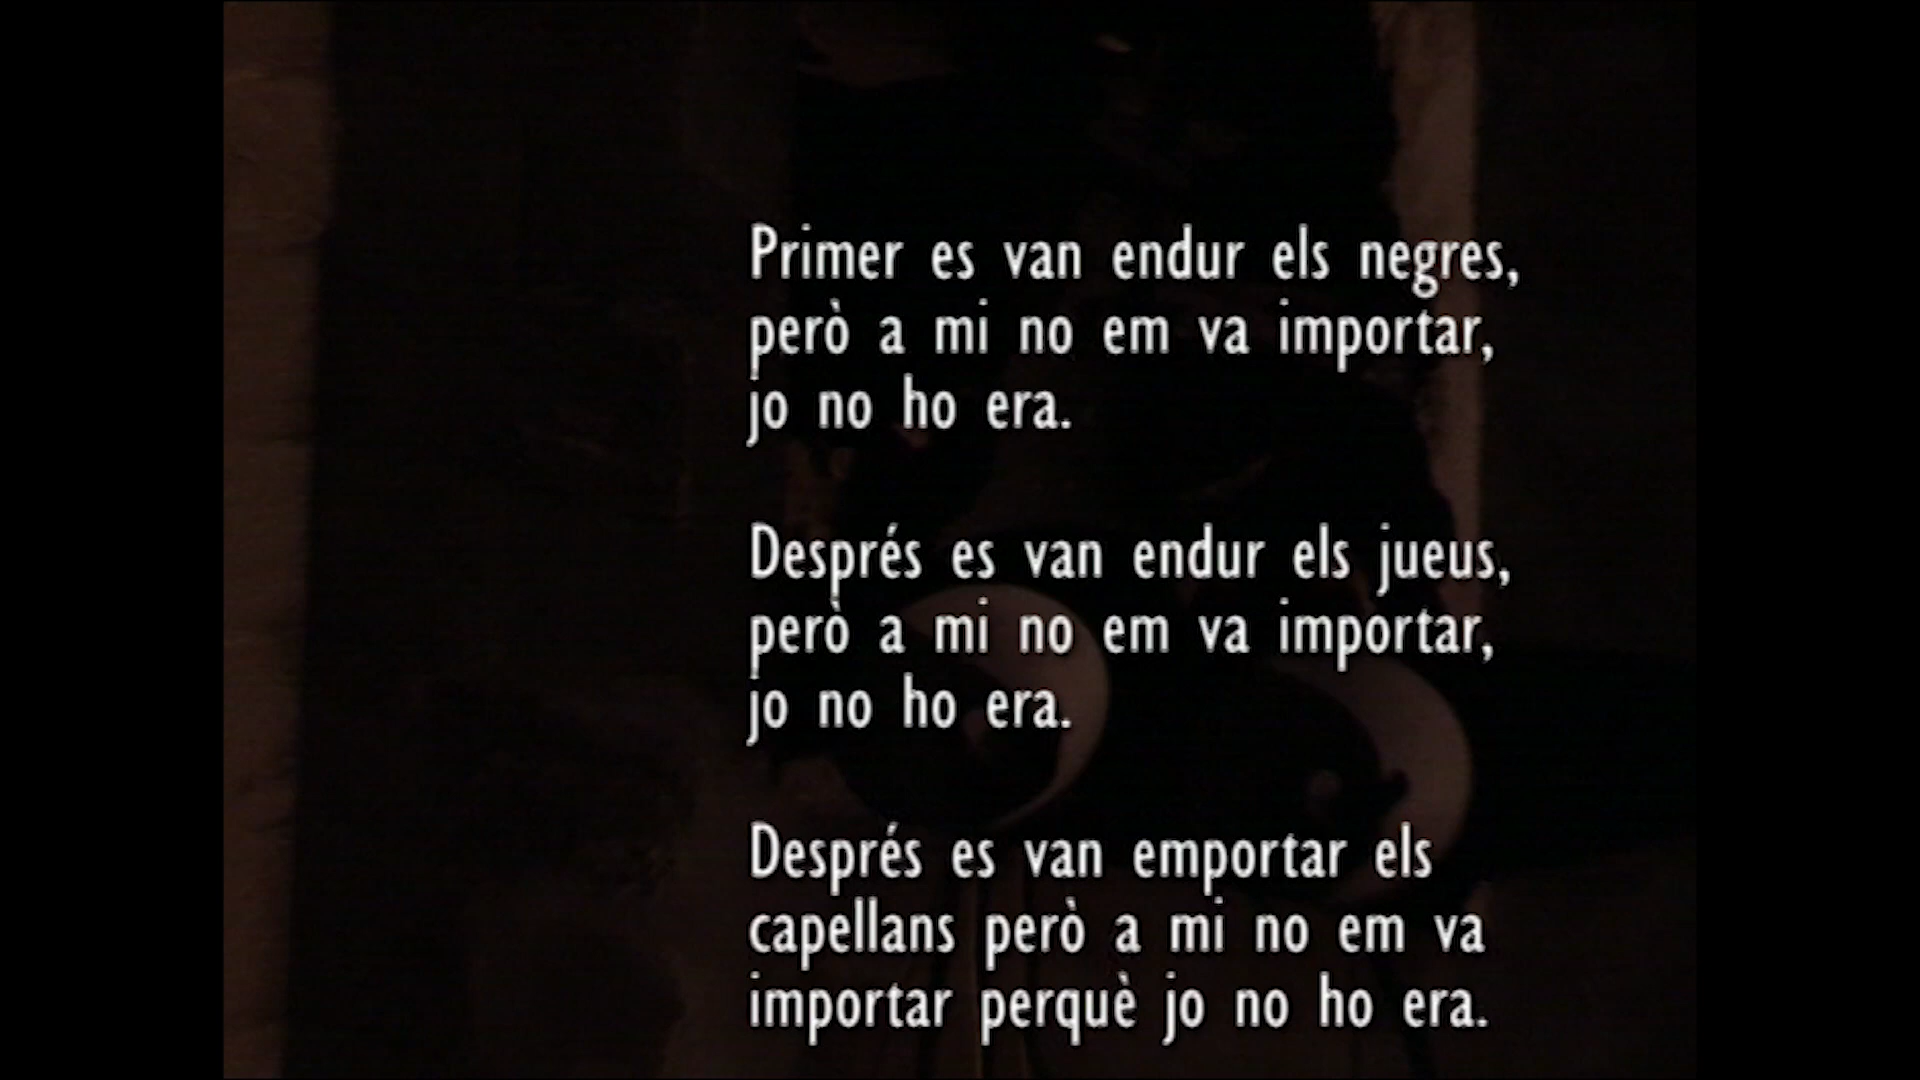 Primer es van endur els negres,
però a mi no em va importar,
jo no ho era.
Després es van endur els jueus,
però a mi no em va importar,
jo no ho era.
Després es van emportar els
capellans però a mi no em va
importar perquè jo no ho era.